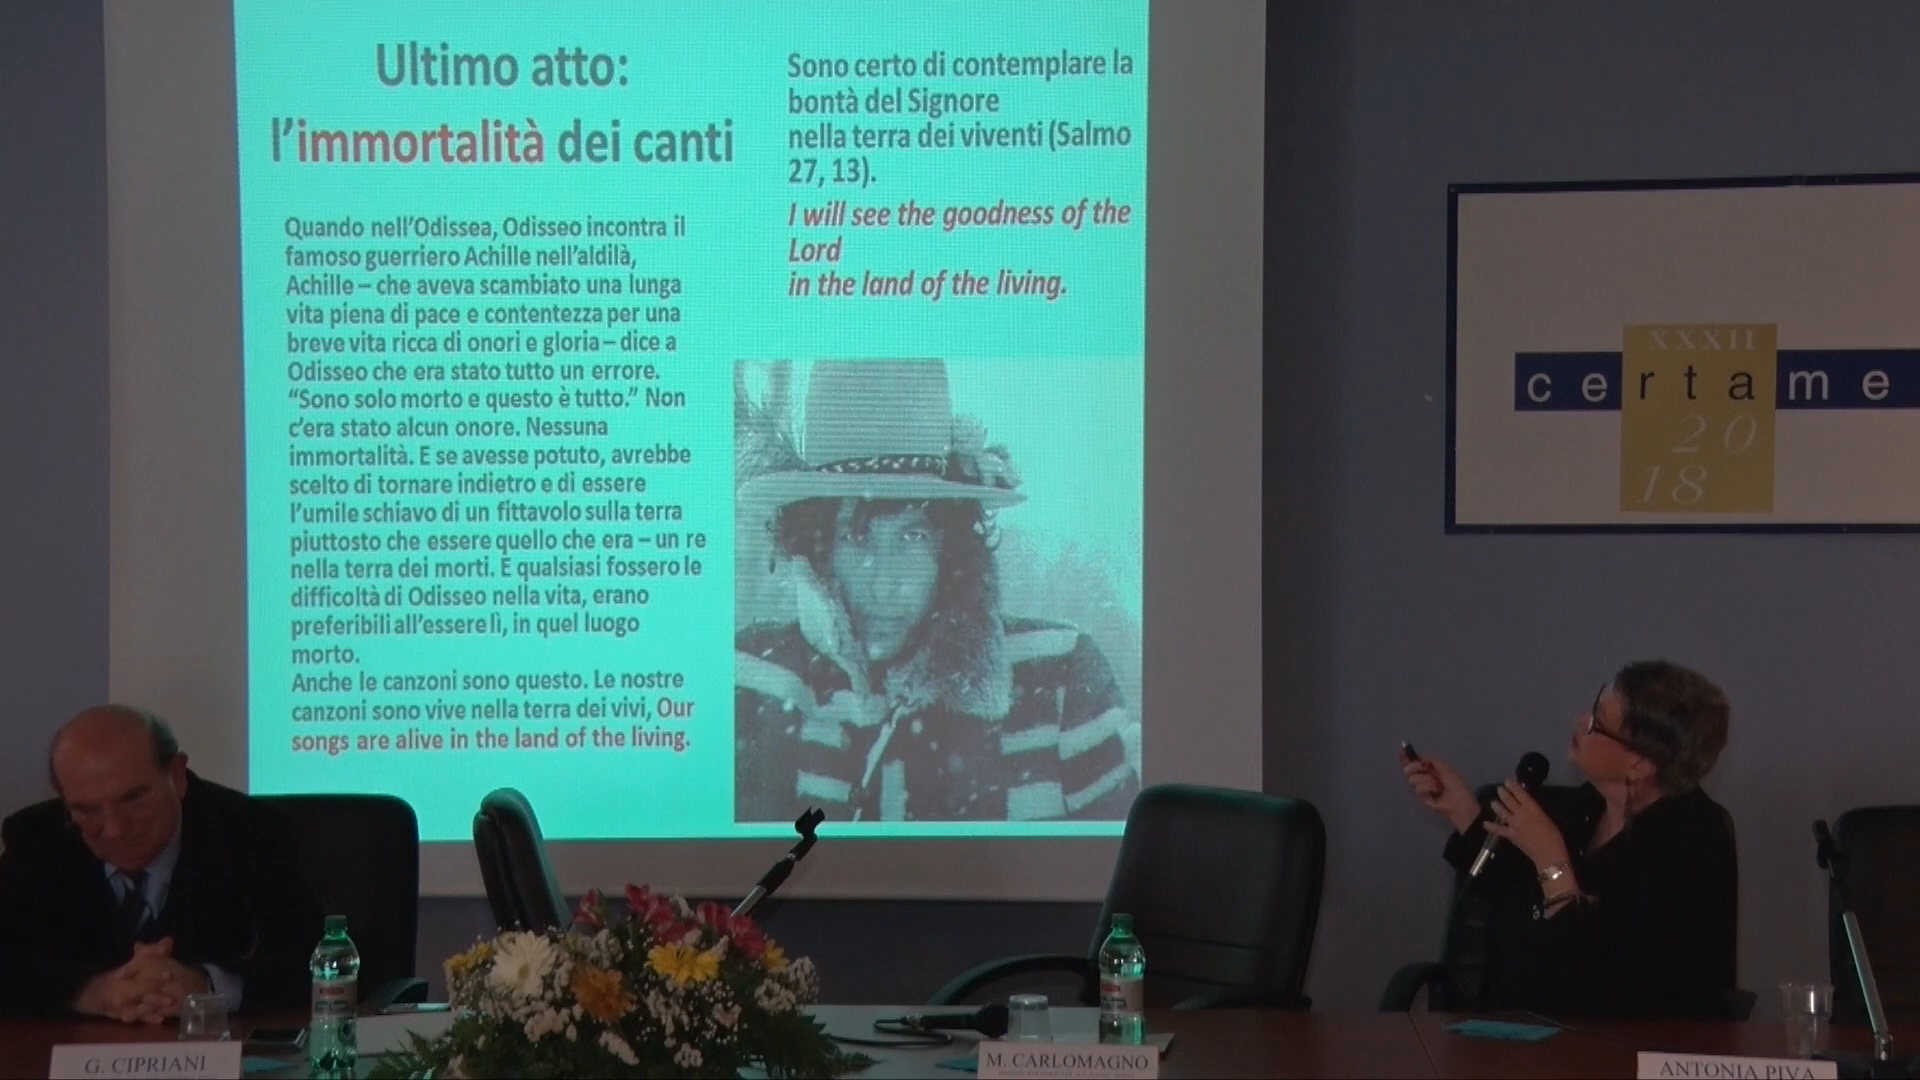 Ultimo atto:
l’immortalità dei canti
Quando nell’Odissea, Odisseo incontra il
famoso guerriero Achille nell’aldilà,
Achille – che aveva scambiato una lunga
vita piena di pace e contentezza per una
breve vita ricca di onori e gloria – dice a
Odisseo che era stato tutto un errore.
“Sono solo morto e questo è tutto.” Non
c’era stato alcun onore. Nessuna
immortalità. E se avesse potuto, avrebbe
scelto di tornare indietro e di essere
l’umile schiavo di un fittavolo sulla terra
piuttosto che essere quello che era – un re
nella terra dei morti. E qualsiasi fossero le
difficoltà di Odisseo nella vita, erano
preferibili all’essere lì, in quel luogo
morto.
Anche le canzoni sono questo. Le nostre
canzoni sono vive nella terra dei vivi, Our
songs are alive in the land of the living.
Sono certo di contemplare la
bontà del Signore
nella terra dei viventi (Salmo
27, 13).
I will see the goodness of the
Lord
in the land of the living.
XXXII
certame
20
18
G. CIPRIANI
M. CARLOMAGNO
ANTONIA PIVA